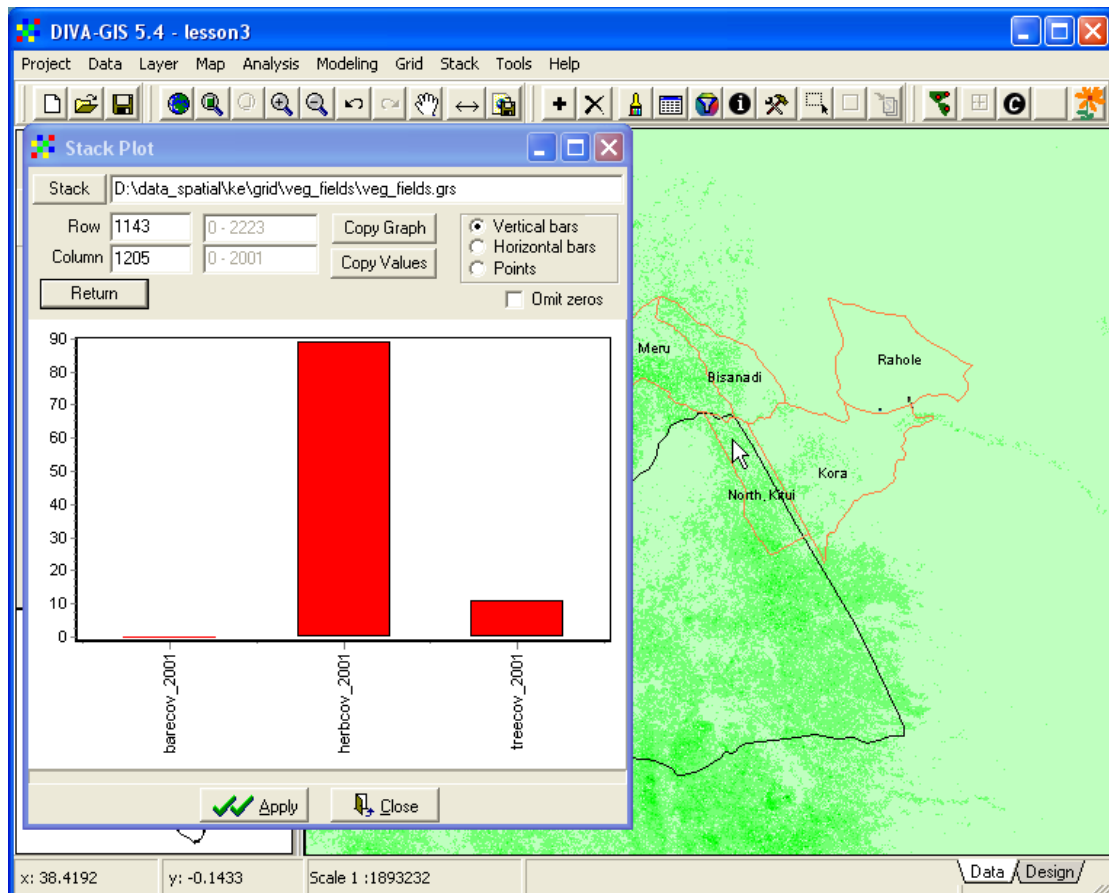 DIVA-GIS 5.4 - lesson3
Project Data Layer Map Analysis Modeling Grid Stack Tools Help
Stack Plot
Stack D:\data_spatial\ke\grid\veg_fields\veg_fields.grs
Row 1143 0 - 2223 Copy Graph Vertical bars
Horizontal bars
Column 1205 0 - 2001 Copy Values Points
Return Omit zeros
90
80
70
60
50
40
30
20
10
0
barecov_2001
herbcov_2001
treecov_2001
Apply Close
Meru
Bisanadi
Rahole
Kora
North_Kitui
x: 38.4192 y: -0.1433 Scale 1 :1893232 Data Design